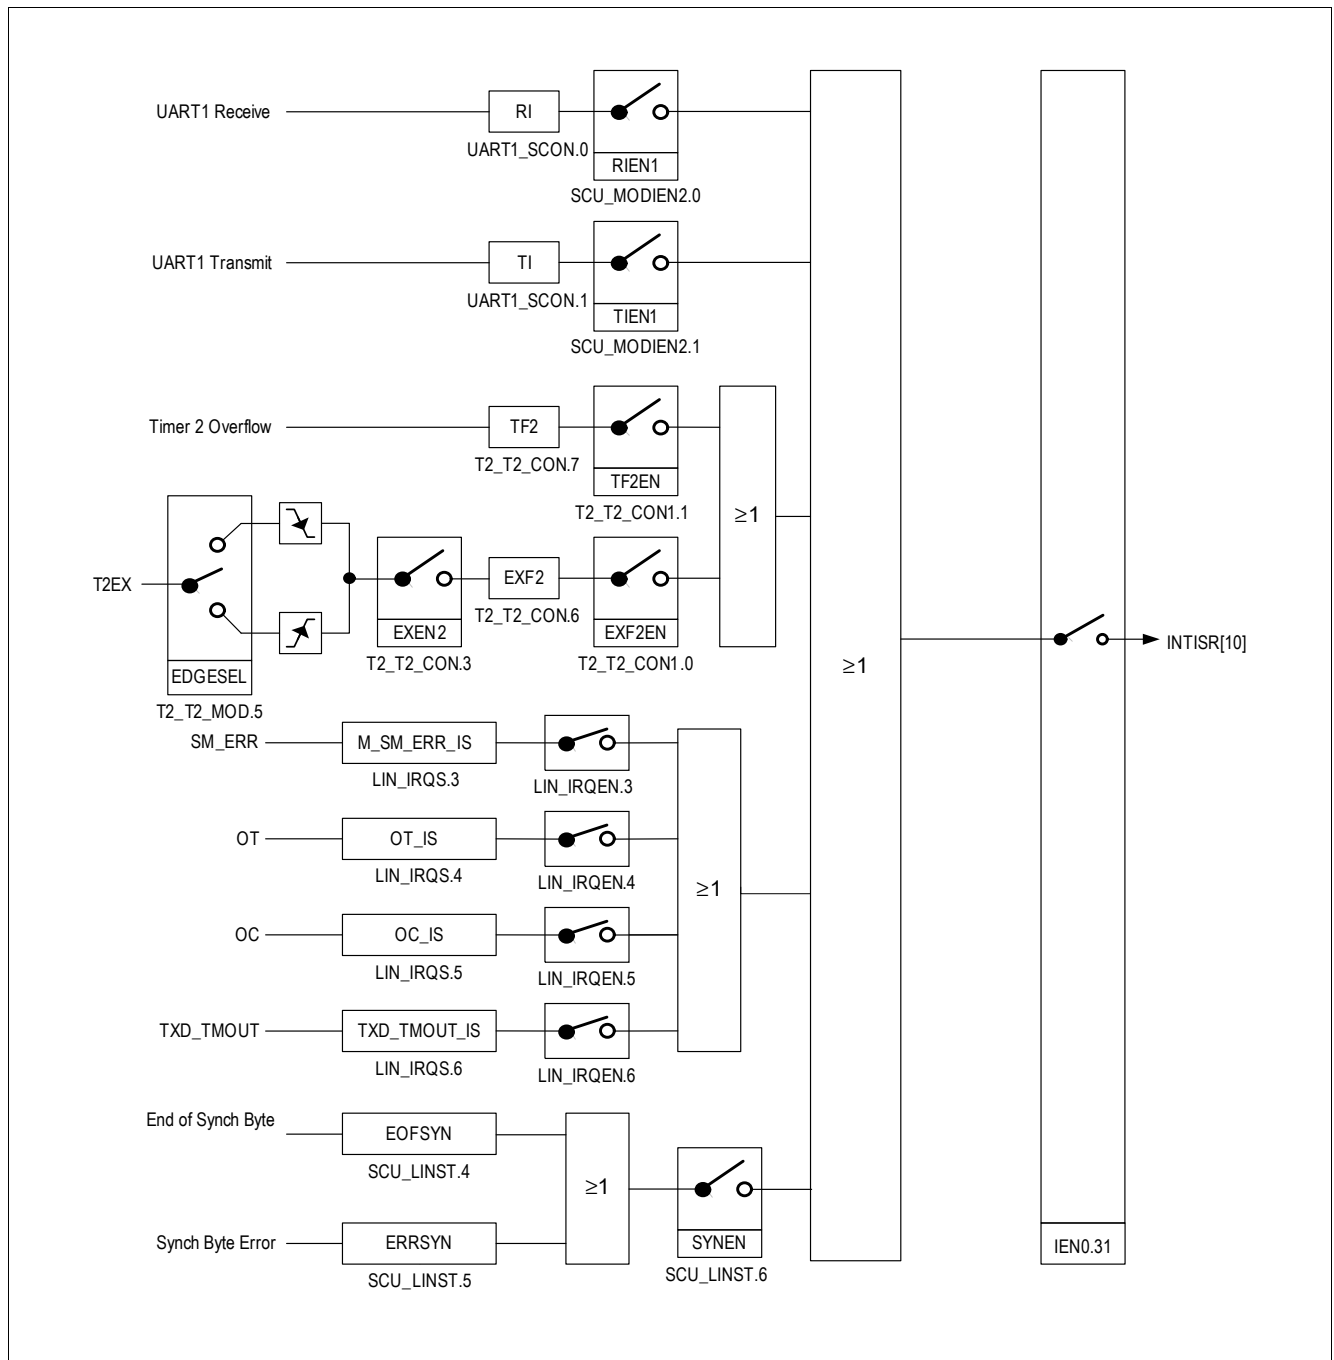 UART1 Receive
RI
UART1_SCON.0
RIEN1
SCU_MODIEN2.0
UART1 Transmit
TI
UART1_SCON.1
TIEN1
SCU_MODIEN2.1
Timer 2 Overflow
TF2
T2_T2_CON.7
TF2EN
T2_T2_CON1.1
≥1
T2EX
EDGESEL
T2_T2_MOD.5
EXEN2
T2_T2_CON.3
EXF2
T2_T2_CON.6
EXF2EN
T2_T2_CON1.0
≥1
INTISR[10]
SM_ERR
M_SM_ERR_IS
LIN_IRQS.3
LIN_IRQEN.3
OT
OT_IS
LIN_IRQS.4
LIN_IRQEN.4
≥1
OC
OC_IS
LIN_IRQS.5
LIN_IRQEN.5
TXD_TMOUT
TXD_TMOUT_IS
LIN_IRQS.6
LIN_IRQEN.6
End of Synch Byte
EOFSYN
SCU_LINST.4
≥1
Synch Byte Error
ERRSYN
SCU_LINST.5
SYNEN
SCU_LINST.6
IEN0.31